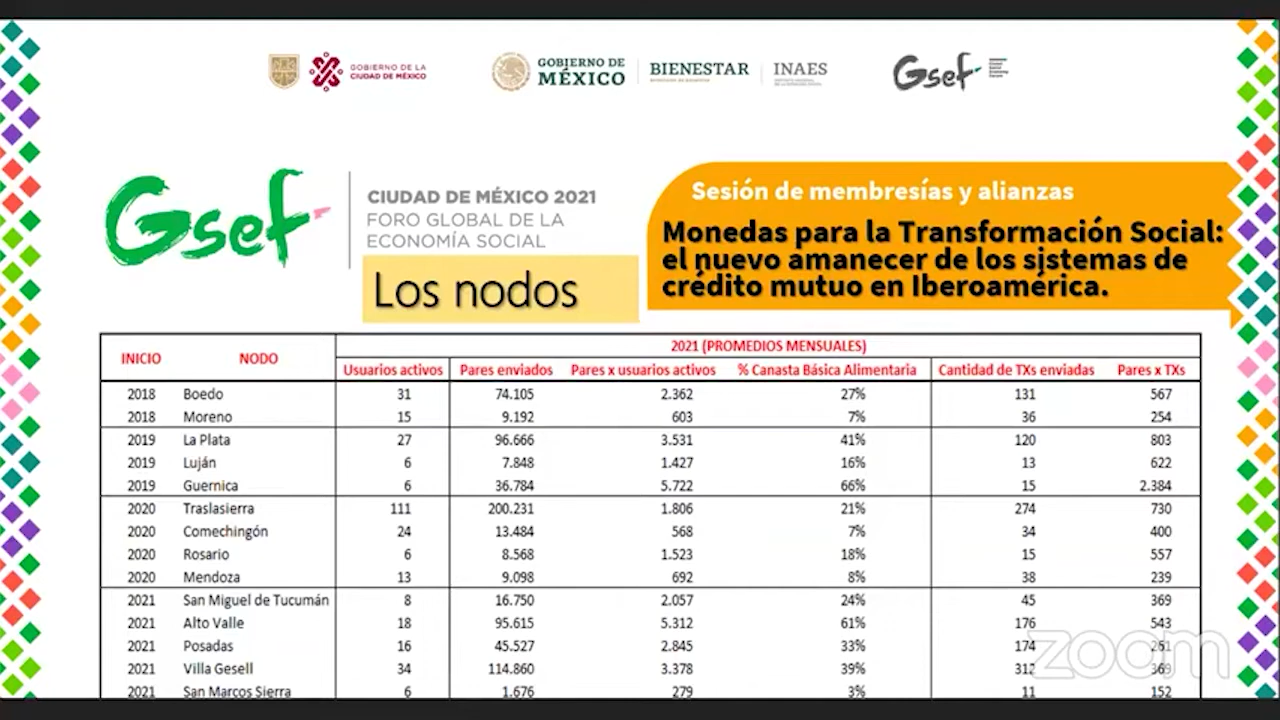 GOBIERNO DE LA
CIUDAD DE MÉXICO
GOBIERNO DE
MÉXICO
BIENESTAR
INAES
Gsef
Gsef
CIUDAD DE MÉXICO 2021
FORO GLOBAL DE LA
ECONOMÍA SOCIAL
Sesión de membresías y alianzas
Monedas para la Transformación Social:
el nuevo amanecer de los sistemas de
crédito mutuo en Iberoamérica.
Los nodos
2021 (PROMEDIOS MENSUALES)
INICIO NODO Usuarios activos Pares enviados Pares x usuarios activos % Canasta Básica Alimentaria Cantidad de TXs enviadas Pares x TXs
2018 Boedo 31 74.105 2.362 27% 131 567
2018 Moreno 15 9.192 603 7% 36 254
2019 La Plata 27 96.666 3.531 41% 120 803
2019 Luján 6 7.848 1.427 16% 13 622
2019 Guernica 6 36.784 5.722 66% 15 2.384
2020 Traslasierra 111 200.231 1.806 21% 274 730
2020 Comechingón 24 13.484 568 7% 34 400
2020 Rosario 6 8.568 1.523 18% 15 557
2020 Mendoza 13 9.098 692 8% 38 239
2021 San Miguel de Tucumán 8 16.750 2.057 24% 45 369
2021 Alto Valle 18 95.615 5.312 61% 176 543
2021 Posadas 16 45.527 2.845 33% 174 261
2021 Villa Gesell 34 114.860 3.378 39% 312 369
2021 San Marcos Sierra 6 1.676 279 3% 11 152
zoom